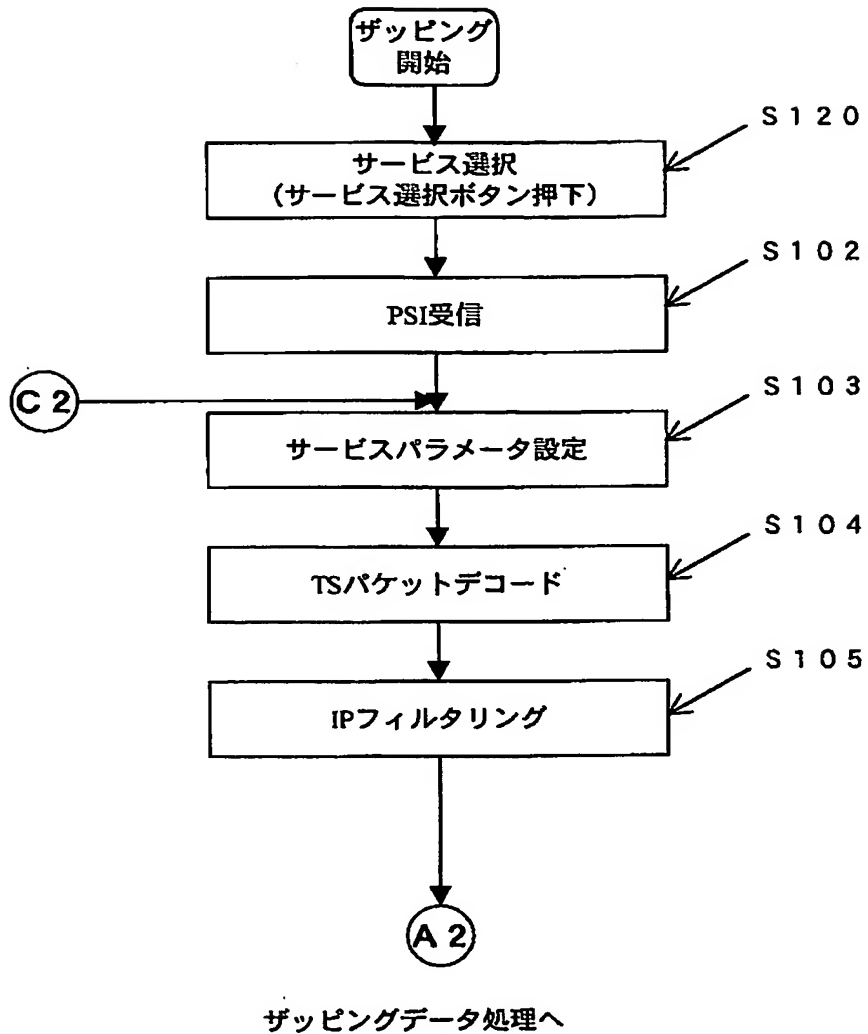 ザッピング
開始
S120
サービス選択
(サービス選択ボタン押下)
S102
PSI受信
C2
S103
サービスパラメータ設定
S104
TSパケットデコード
S105
IPフィルタリング
A2
ザッピングデータ処理へ